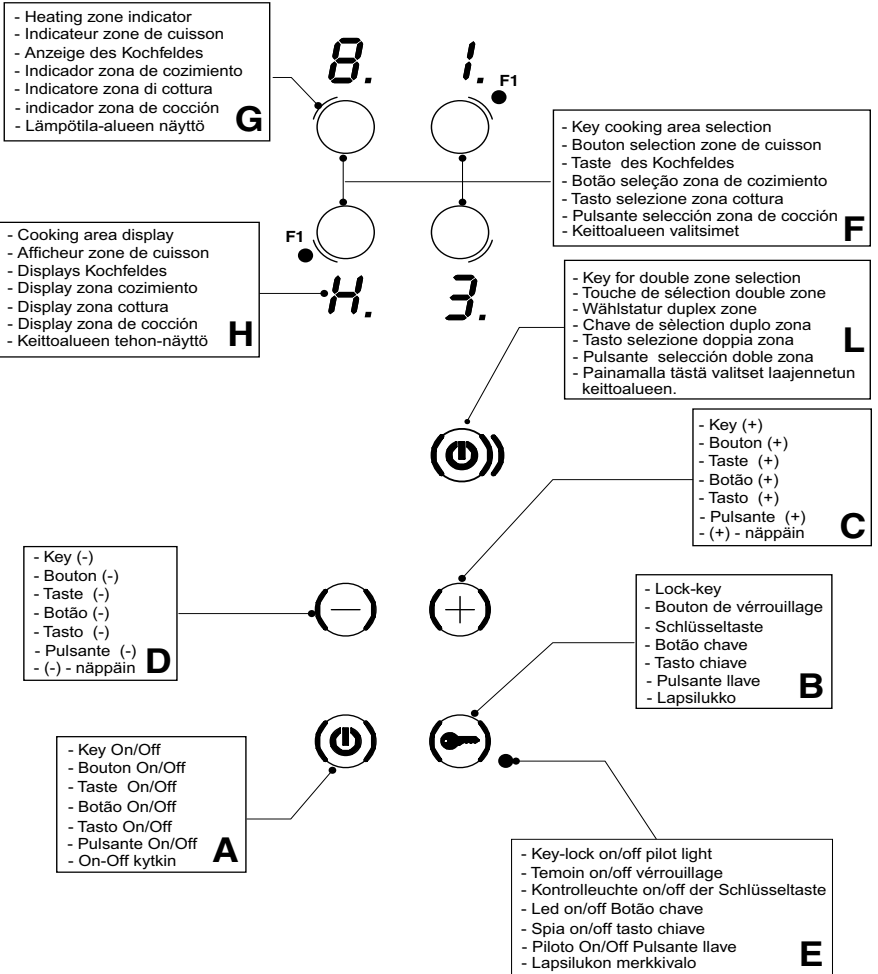 - Heating zone indicator
- Indicateur zone de cuisson
- Anzeige des Kochfeldes
- Indicador zona de cozimiento
- Indicatore zona di cottura
- indicador zona de cocción
- Lämpötila-alueen näyttö
G
8. 1.
F1
- Key cooking area selection
- Bouton selection zone de cuisson
- Taste des Kochfeldes
- Botão seleção zona de cozimiento
- Tasto selezione zona cottura
- Pulsante selección zona de cocción
- Keittoalueen valitsimet
F
- Cooking area display
- Afficheur zone de cuisson
- Displays Kochfeldes
- Display zona cozimiento
- Display zona cottura
- Display zona de cocción
- Keittoalueen tehon-näyttö
H
F1
H. 3.
- Key for double zone selection
- Touche de sélection double zone
- Wählstatur duplex zone
- Chave de sèlection duplo zona
- Tasto selezione doppia zona
- Pulsante selección doble zona
- Painamalla tästä valitset laajennetun
keittoalueen.
L
- Key (+)
- Bouton (+)
- Taste (+)
- Botão (+)
- Tasto (+)
- Pulsante (+)
- (+) - näppäin
C
- Key (-)
- Bouton (-)
- Taste (-)
- Botão (-)
- Tasto (-)
- Pulsante (-)
- (-) - näppäin
D
- Lock-key
- Bouton de vérrouillage
- Schlüsseltaste
- Botão chave
- Tasto chiave
- Pulsante llave
- Lapsilukko
B
- Key On/Off
- Bouton On/Off
- Taste On/Off
- Botão On/Off
- Tasto On/Off
- Pulsante On/Off
- On-Off kytkin
A
- Key-lock on/off pilot light
- Temoin on/off vérrouillage
- Kontrolleuchte on/off der Schlüsseltaste
- Led on/off Botão chave
- Spia on/off tasto chiave
- Piloto On/Off Pulsante llave
- Lapsilukon merkkivalo
E